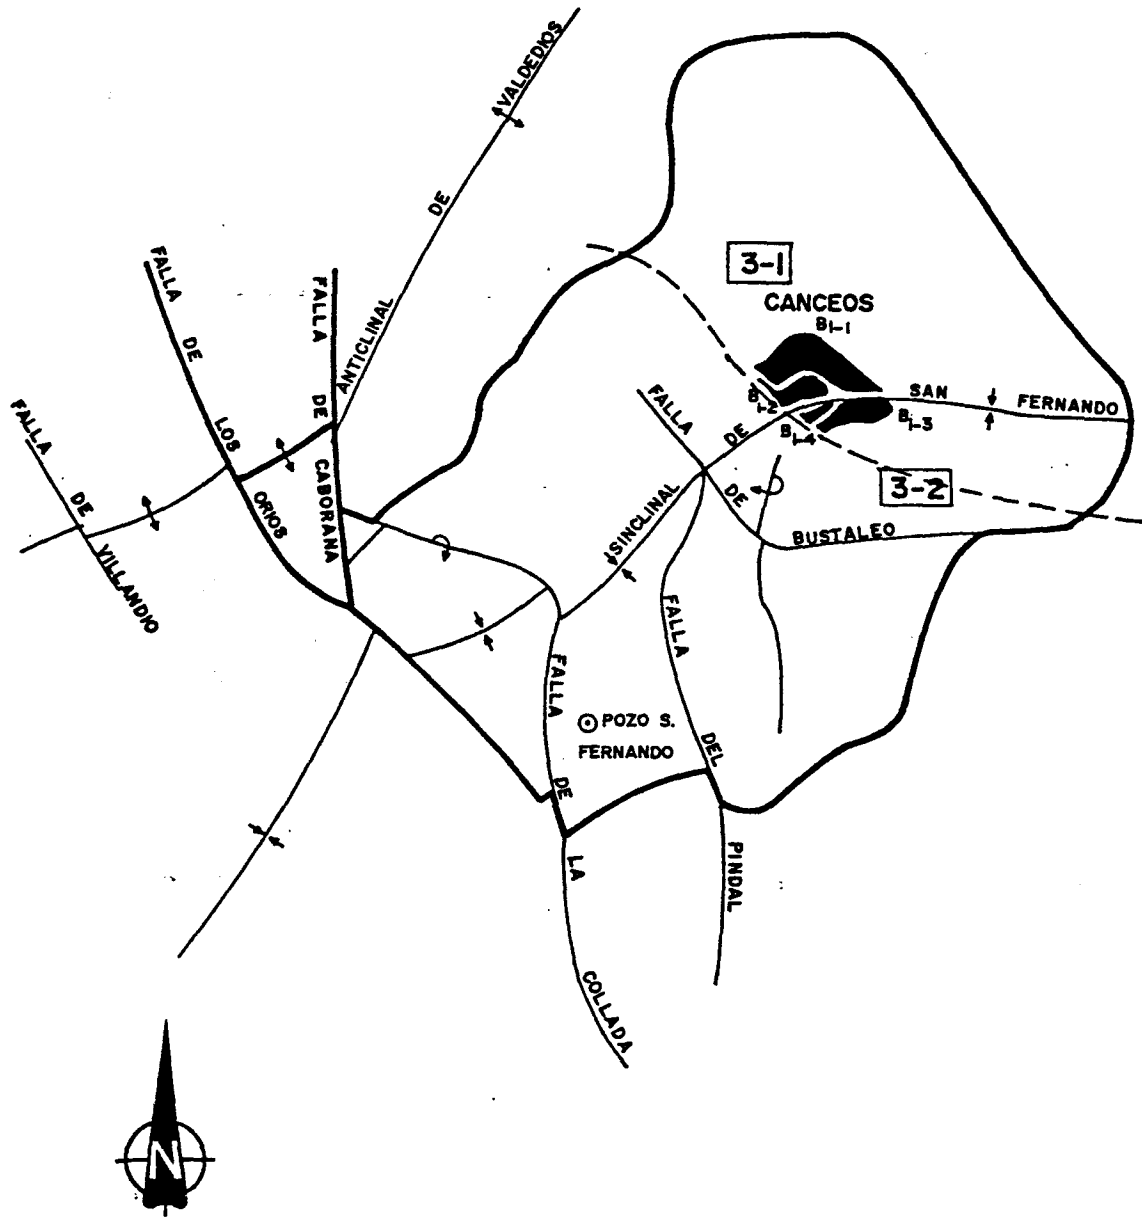 ANTICLINAL DE VALDEDIOS
FALLA DE LOS ORIOS
FALLA DE CABORANA
FALLA DE VILLANDIO
3-1
CANCEOS
B1-1
B1-2
B1-3
B1-4
SINCLINAL DE SAN FERNANDO
3-2
FALLA DE BUSTALEO
FALLA DEL PINDAL
FALLA DE LA COLLADA
POZO S.
FERNANDO
N